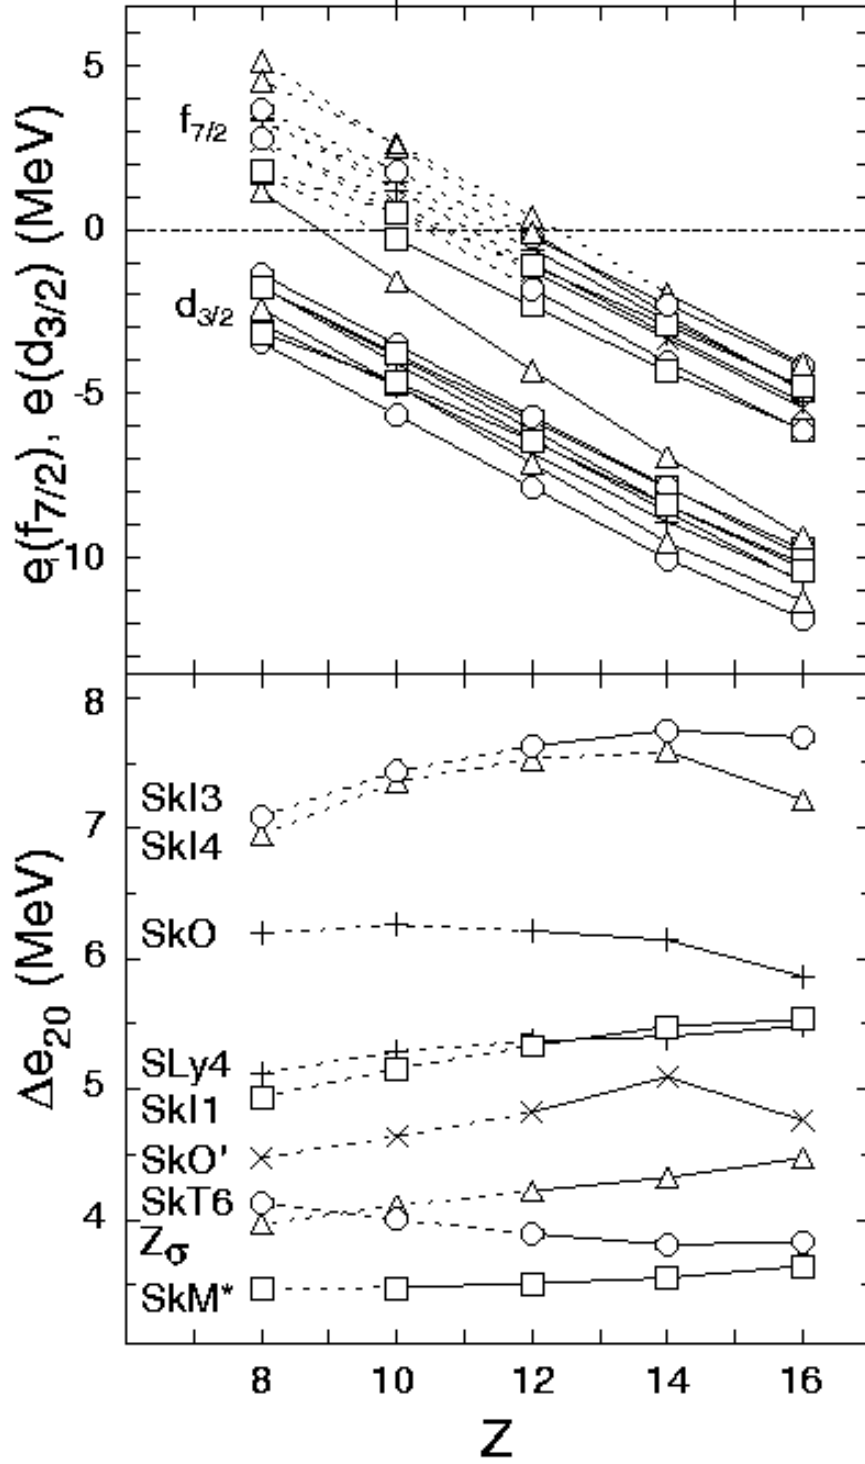 e(f7/2), e(d3/2) (MeV)
5
0
-5
-10
f7/2
d3/2
Δe20 (MeV)
8
7
6
5
4
SkI3
SkI4
SkO
SLy4
SkI1
SkO'
SkT6
Zσ
SkM*
8 10 12 14 16
Z